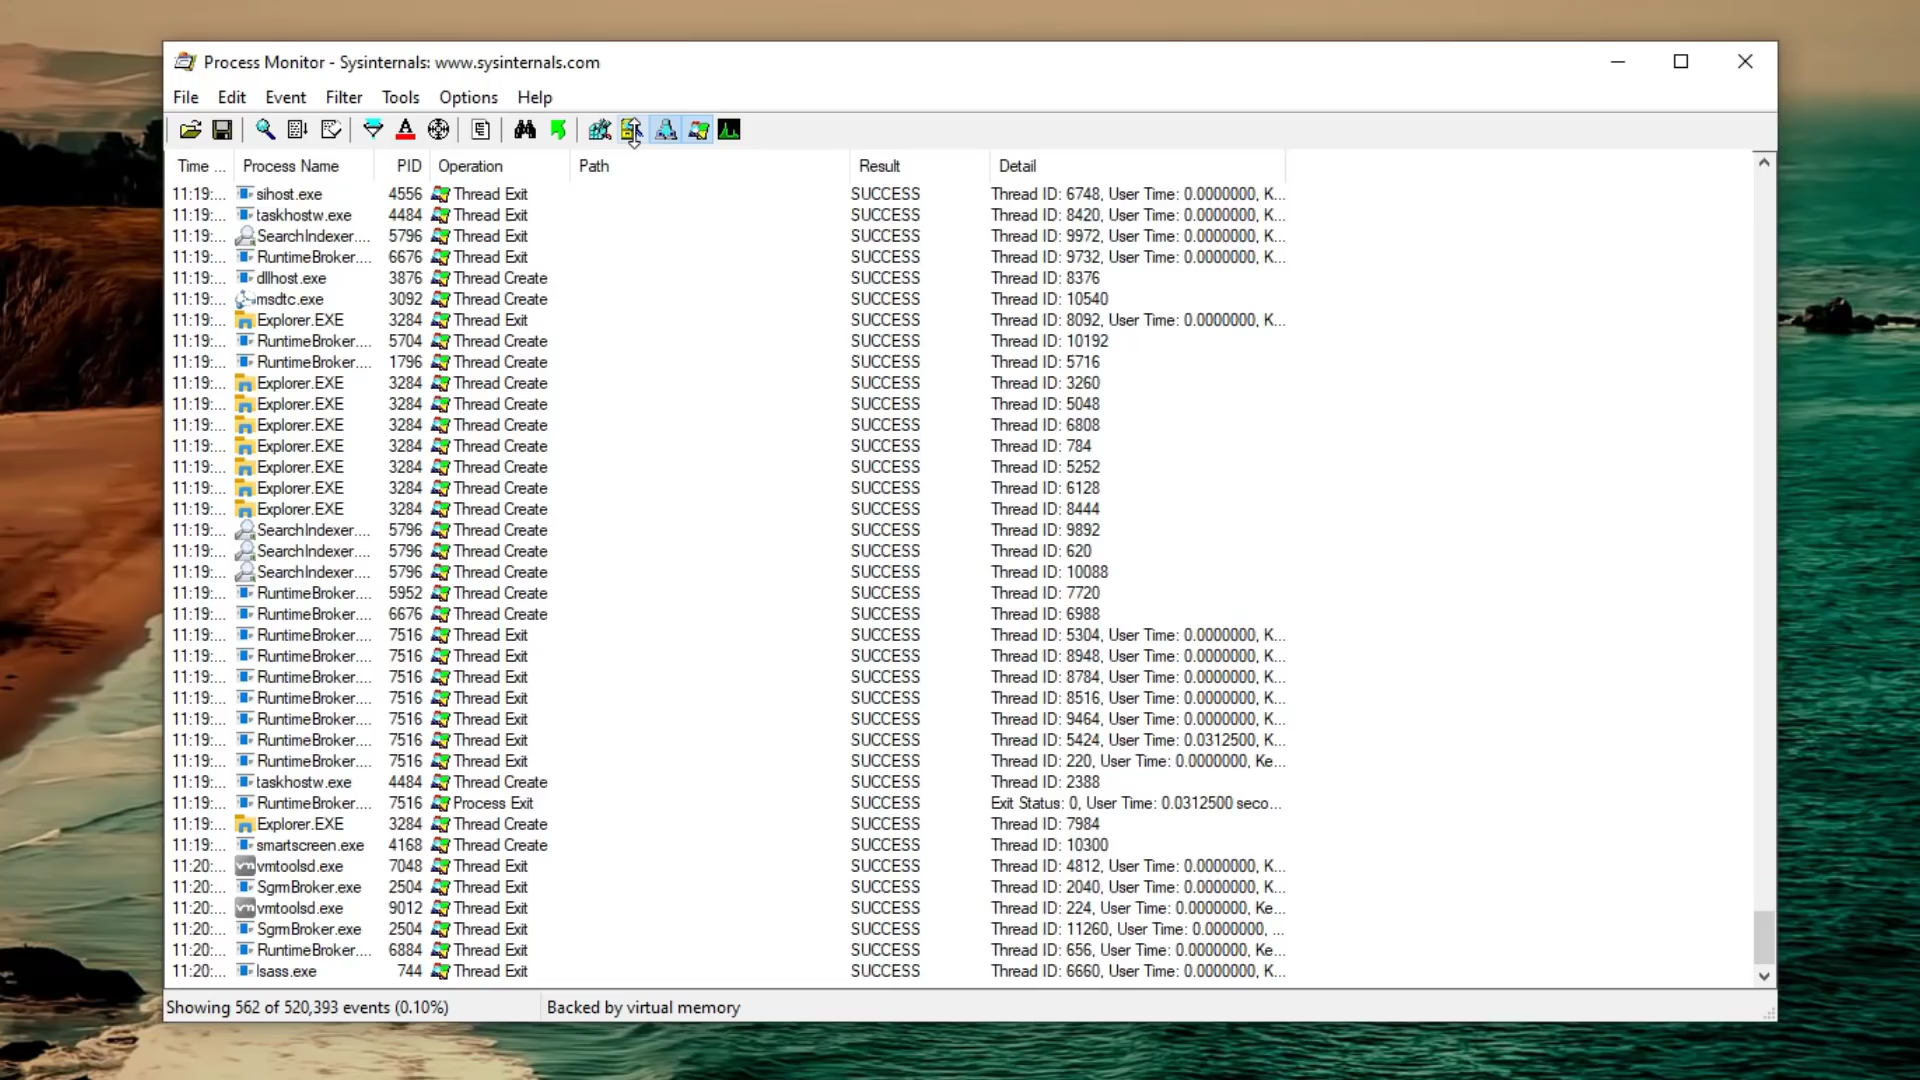 Process Monitor - Sysinternals: www.sysinternals.com
File Edit Event Filter Tools Options Help
Time ... Process Name PID Operation Path Result Detail
11:19:... sihost.exe 4556 Thread Exit SUCCESS Thread ID: 6748, User Time: 0.0000000, K...
11:19:... taskhostw.exe 4484 Thread Exit SUCCESS Thread ID: 8420, User Time: 0.0000000, K...
11:19:... SearchIndexer.... 5796 Thread Exit SUCCESS Thread ID: 9972, User Time: 0.0000000, K...
11:19:... RuntimeBroker.... 6676 Thread Exit SUCCESS Thread ID: 9732, User Time: 0.0000000, K...
11:19:... dllhost.exe 3876 Thread Create SUCCESS Thread ID: 8376
11:19:... msdtc.exe 3092 Thread Create SUCCESS Thread ID: 10540
11:19:... Explorer.EXE 3284 Thread Exit SUCCESS Thread ID: 8092, User Time: 0.0000000, K...
11:19:... RuntimeBroker.... 5704 Thread Create SUCCESS Thread ID: 10192
11:19:... RuntimeBroker.... 1796 Thread Create SUCCESS Thread ID: 5716
11:19:... Explorer.EXE 3284 Thread Create SUCCESS Thread ID: 3260
11:19:... Explorer.EXE 3284 Thread Create SUCCESS Thread ID: 5048
11:19:... Explorer.EXE 3284 Thread Create SUCCESS Thread ID: 6808
11:19:... Explorer.EXE 3284 Thread Create SUCCESS Thread ID: 784
11:19:... Explorer.EXE 3284 Thread Create SUCCESS Thread ID: 5252
11:19:... Explorer.EXE 3284 Thread Create SUCCESS Thread ID: 6128
11:19:... Explorer.EXE 3284 Thread Create SUCCESS Thread ID: 8444
11:19:... SearchIndexer.... 5796 Thread Create SUCCESS Thread ID: 9892
11:19:... SearchIndexer.... 5796 Thread Create SUCCESS Thread ID: 620
11:19:... SearchIndexer.... 5796 Thread Create SUCCESS Thread ID: 10088
11:19:... RuntimeBroker.... 5952 Thread Create SUCCESS Thread ID: 7720
11:19:... RuntimeBroker.... 6676 Thread Create SUCCESS Thread ID: 6988
11:19:... RuntimeBroker.... 7516 Thread Exit SUCCESS Thread ID: 5304, User Time: 0.0000000, K...
11:19:... RuntimeBroker.... 7516 Thread Exit SUCCESS Thread ID: 8948, User Time: 0.0000000, K...
11:19:... RuntimeBroker.... 7516 Thread Exit SUCCESS Thread ID: 8784, User Time: 0.0000000, K...
11:19:... RuntimeBroker.... 7516 Thread Exit SUCCESS Thread ID: 8516, User Time: 0.0000000, K...
11:19:... RuntimeBroker.... 7516 Thread Exit SUCCESS Thread ID: 9464, User Time: 0.0000000, K...
11:19:... RuntimeBroker.... 7516 Thread Exit SUCCESS Thread ID: 5424, User Time: 0.0312500, K...
11:19:... RuntimeBroker.... 7516 Thread Exit SUCCESS Thread ID: 220, User Time: 0.0000000, Ke...
11:19:... taskhostw.exe 4484 Thread Create SUCCESS Thread ID: 2388
11:19:... RuntimeBroker.... 7516 Process Exit SUCCESS Exit Status: 0, User Time: 0.0312500 seco...
11:19:... Explorer.EXE 3284 Thread Create SUCCESS Thread ID: 7984
11:19:... smartscreen.exe 4168 Thread Create SUCCESS Thread ID: 10300
11:20:... vmtoolsd.exe 7048 Thread Exit SUCCESS Thread ID: 4812, User Time: 0.0000000, K...
11:20:... SgrmBroker.exe 2504 Thread Exit SUCCESS Thread ID: 2040, User Time: 0.0000000, K...
11:20:... vmtoolsd.exe 9012 Thread Exit SUCCESS Thread ID: 224, User Time: 0.0000000, Ke...
11:20:... SgrmBroker.exe 2504 Thread Exit SUCCESS Thread ID: 11260, User Time: 0.0000000, ...
11:20:... RuntimeBroker.... 6884 Thread Exit SUCCESS Thread ID: 656, User Time: 0.0000000, Ke...
11:20:... lsass.exe 744 Thread Exit SUCCESS Thread ID: 6660, User Time: 0.0000000, K...
Showing 562 of 520,393 events (0.10%) Backed by virtual memory